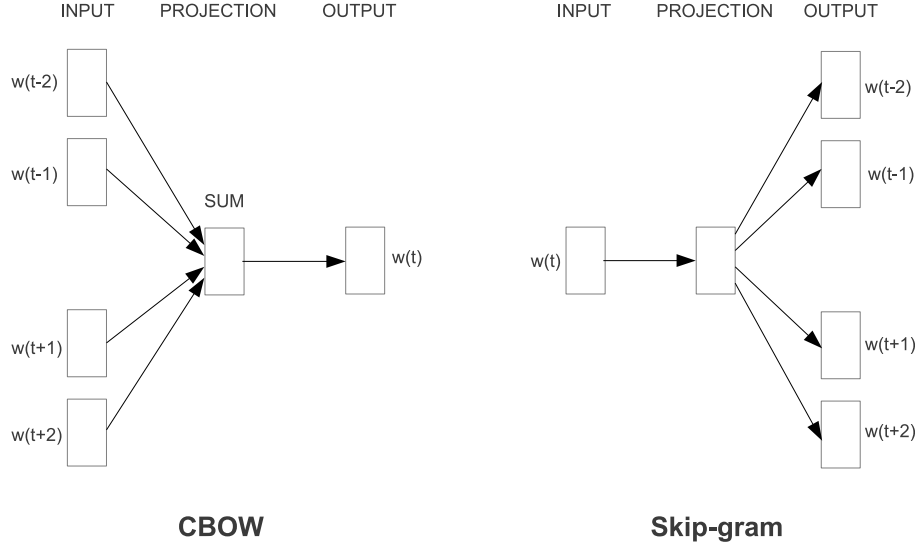 INPUT PROJECTION OUTPUT
w(t-2)
w(t-1)
SUM
w(t)
w(t+1)
w(t+2)
CBOW
INPUT PROJECTION OUTPUT
w(t-2)
w(t-1)
w(t)
w(t+1)
w(t+2)
Skip-gram